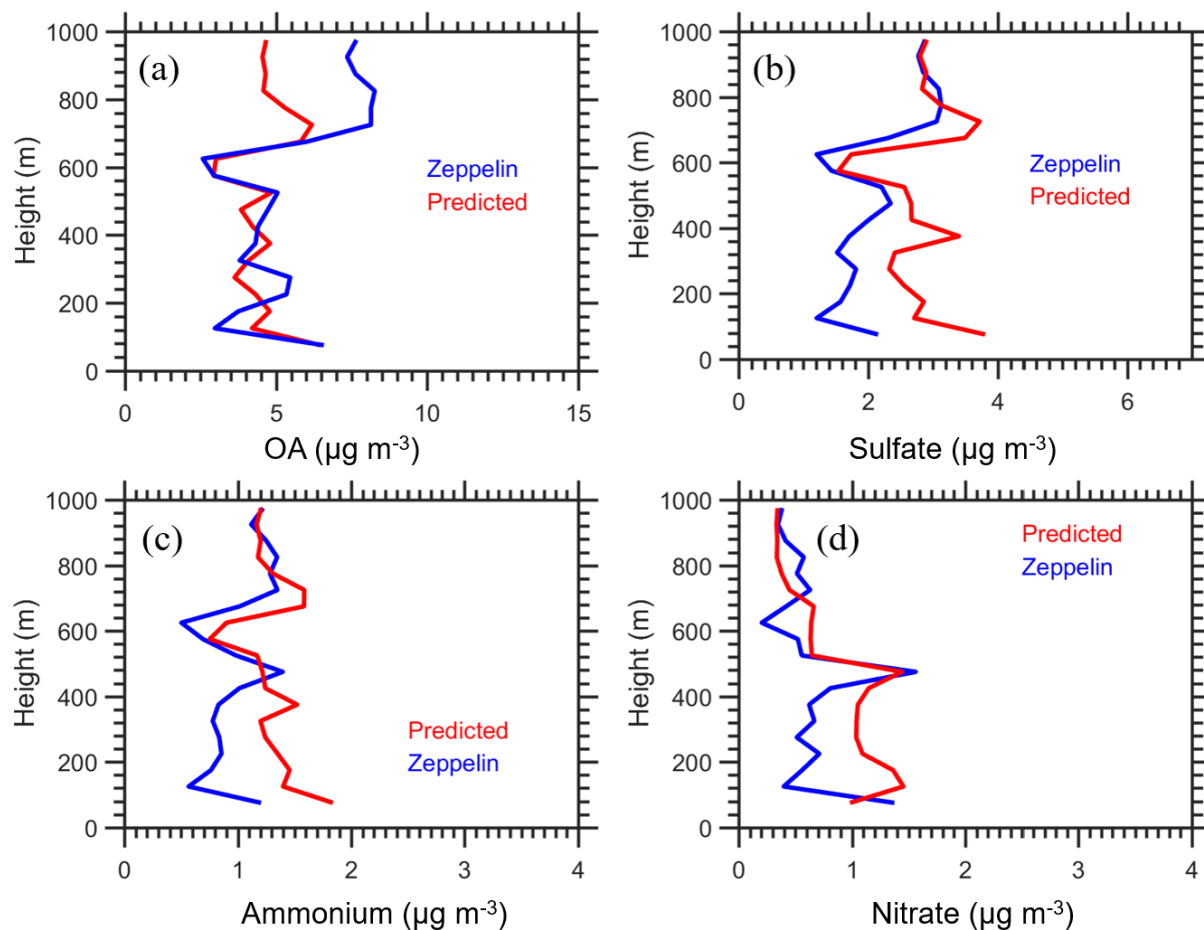 1000
800
600
400
200
0
Height (m)
(a)
Zeppelin
Predicted
0 5 10 15
OA (µg m-3)
1000
800
600
400
200
0
Height (m)
(b)
Zeppelin
Predicted
0 2 4 6
Sulfate (µg m-3)
1000
800
600
400
200
0
Height (m)
(c)
Predicted
Zeppelin
0 1 2 3 4
Ammonium (µg m-3)
1000
800
600
400
200
0
Height (m)
Predicted
(d)
Zeppelin
0 1 2 3 4
Nitrate (µg m-3)